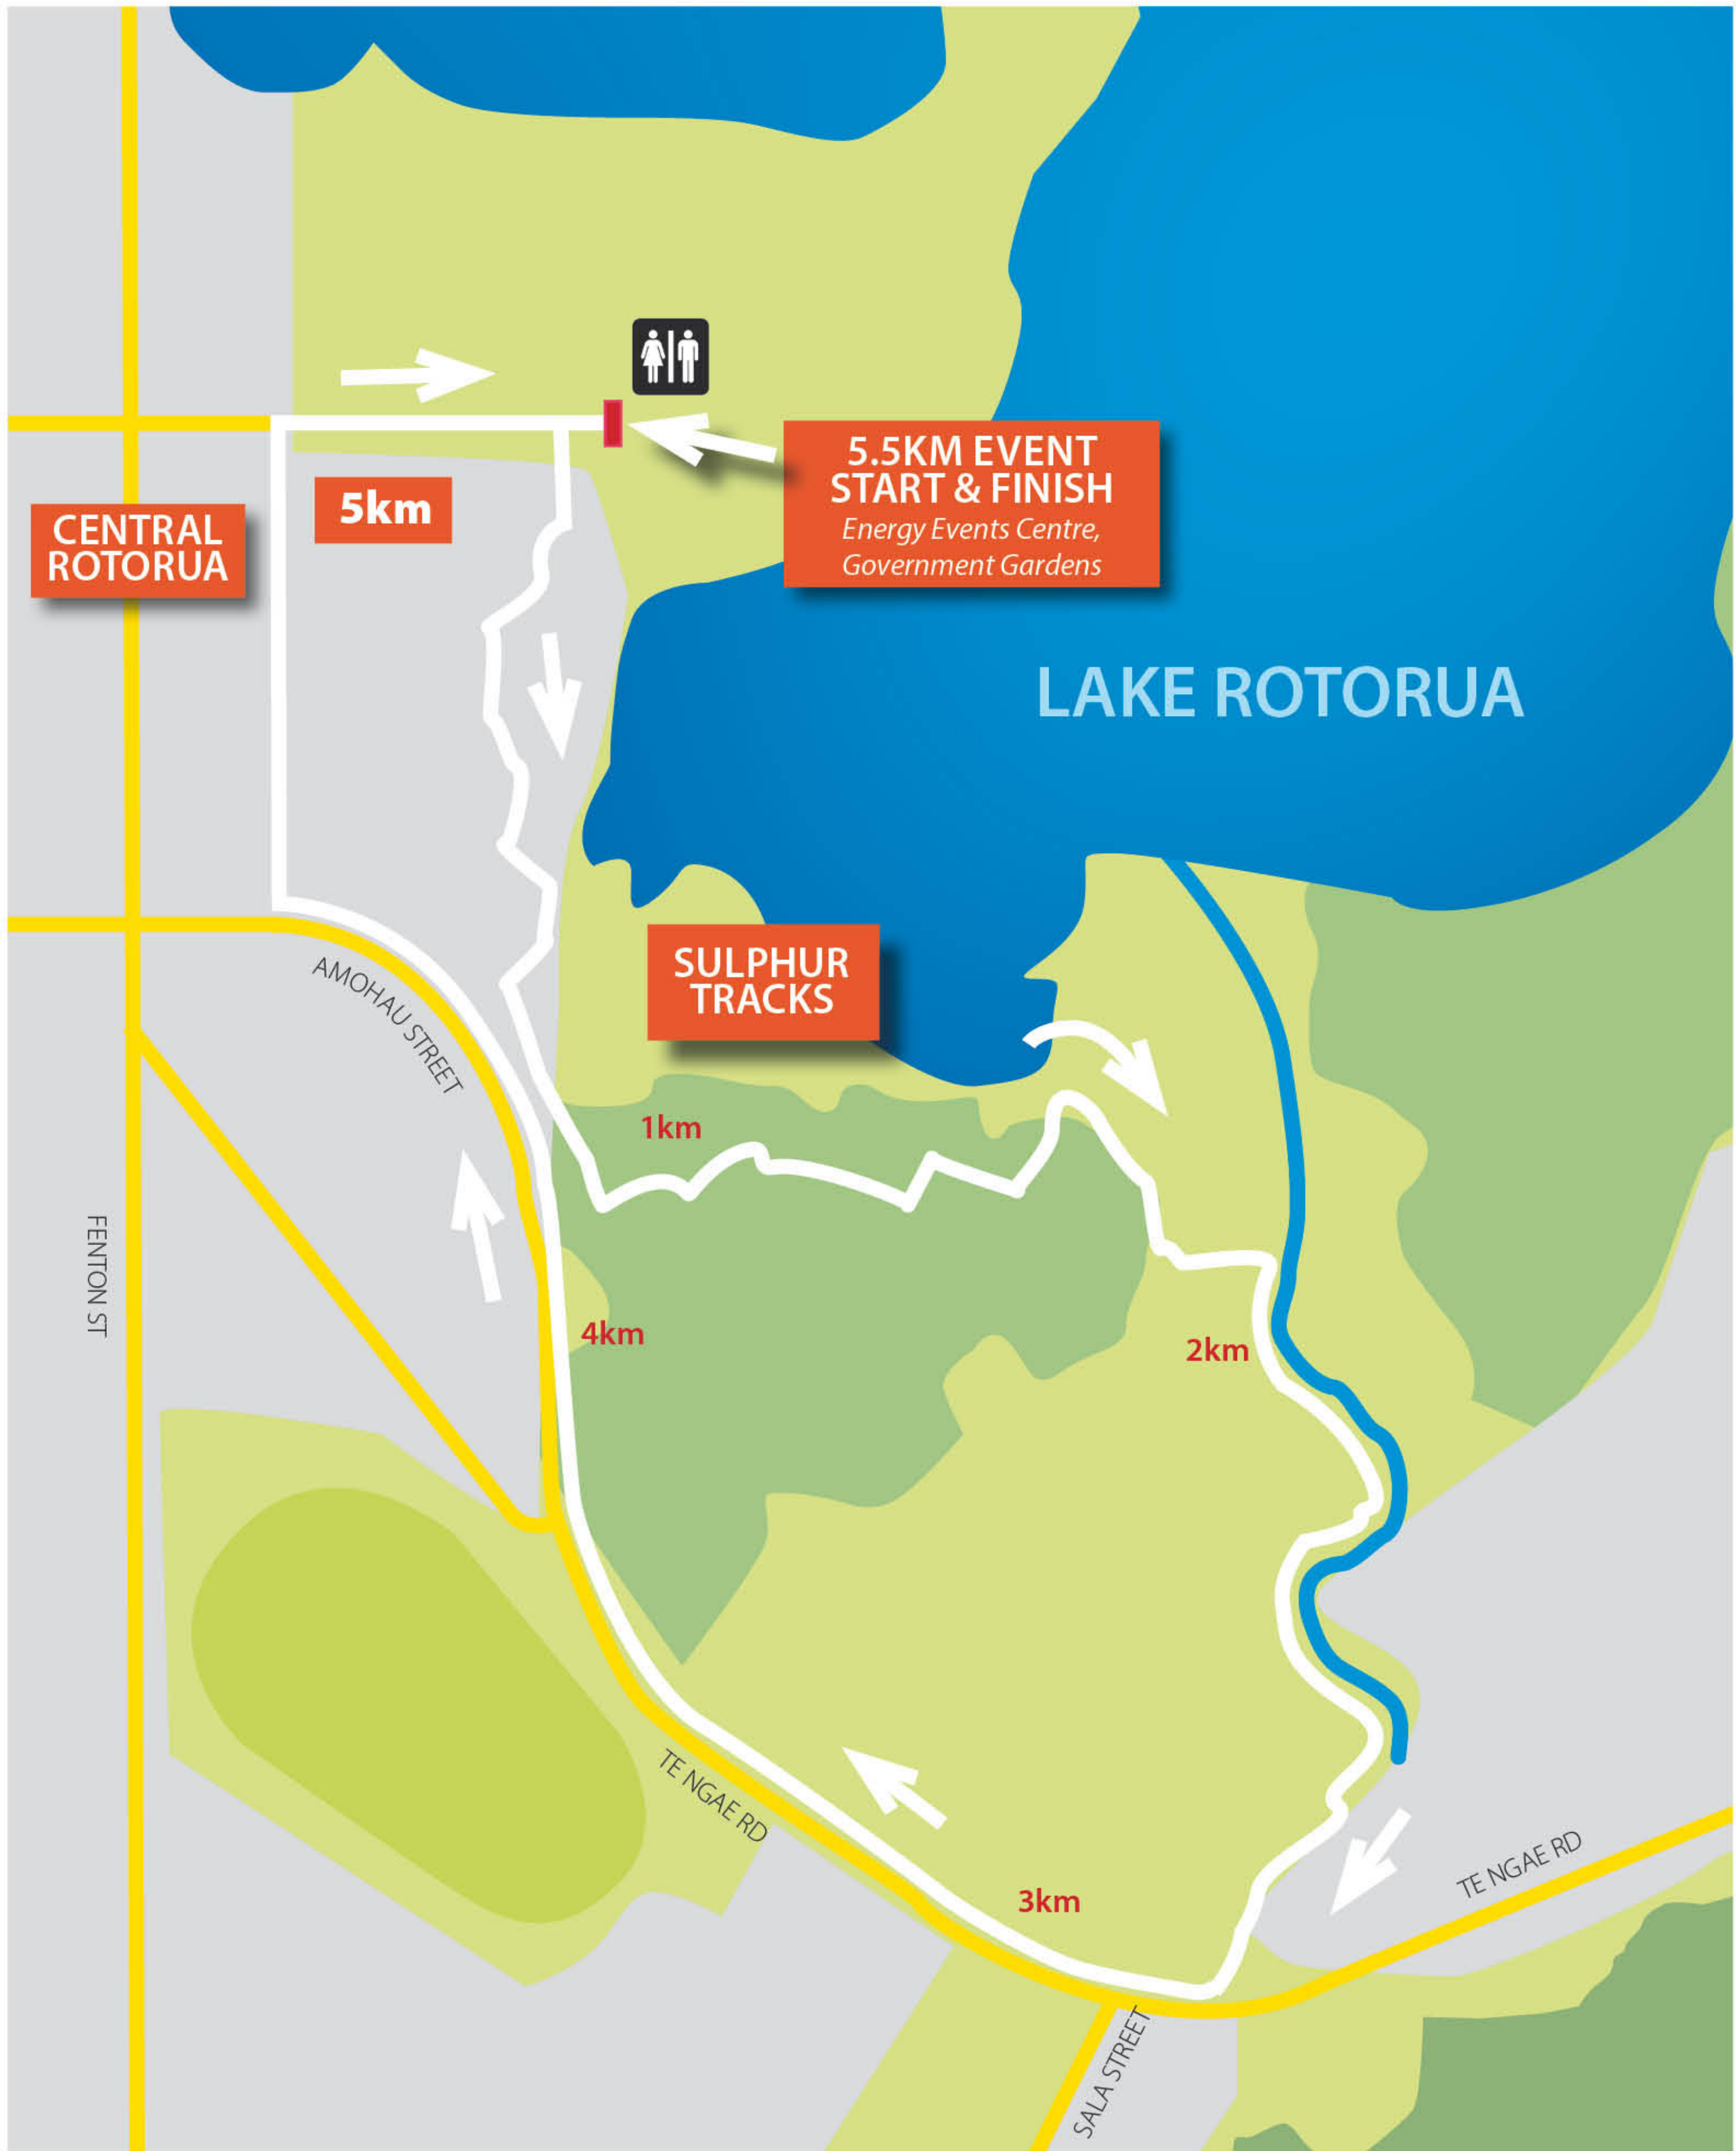 5.5KM EVENT
START & FINISH
Energy Events Centre,
Government Gardens
5km
CENTRAL
ROTORUA
LAKE ROTORUA
SULPHUR
TRACKS
AMOHAU STREET
1km
FENTON ST
4km
2km
TE NGAE RD
TE NGAE RD
3km
SALA STREET